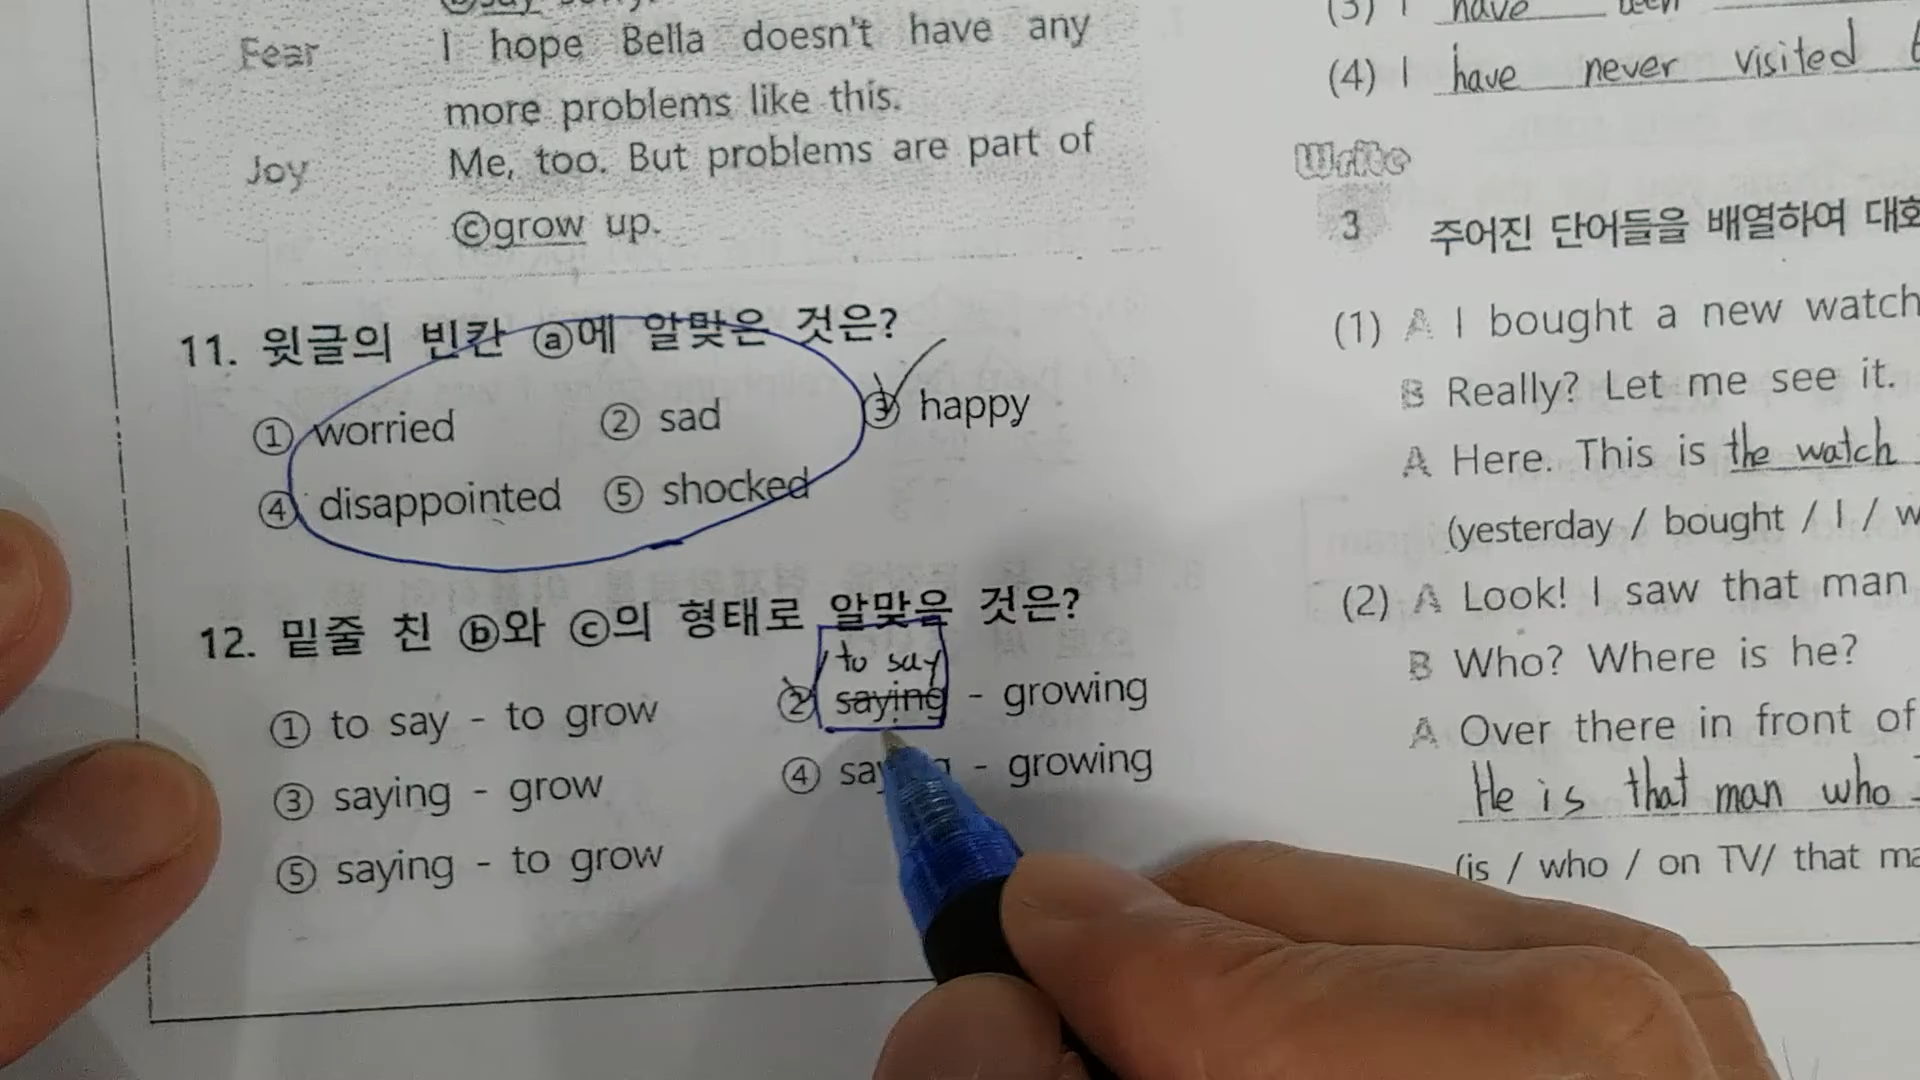 ⓑsay sorry.
Fear I hope Bella doesn't have any
more problems like this.
Joy Me, too. But problems are part of
ⓒgrow up.
11. 윗글의 빈칸 ⓐ에 알맞은 것은?
① worried ② sad ③ happy
④ disappointed ⑤ shocked
12. 밑줄 친 ⓑ와 ⓒ의 형태로 알맞은 것은?
to say
① to say - to grow ② saying - growing
③ saying - grow ④ - growing
⑤ saying - to grow
(3) I have been
(4) I have never visited
Write
3 주어진 단어들을 배열하여
(1) A I bought a new watch
B Really? Let me see it.
A Here. This is the watch
(yesterday / bought / I /
(2) A Look! I saw that man
B Who? Where is he?
A Over there in front of
He is that man who
(is / who / on TV/ that